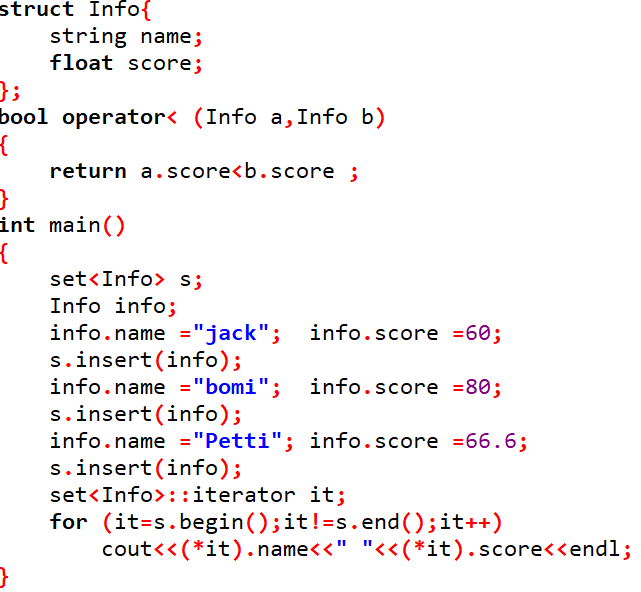 struct Info{
    string name;
    float score;
};
bool operator< (Info a,Info b)
{
    return a.score<b.score ;
}
int main()
{
    set<Info> s;
    Info info;
    info.name ="jack";  info.score =60;
    s.insert(info);
    info.name ="bomi";  info.score =80;
    s.insert(info);
    info.name ="Petti"; info.score =66.6;
    s.insert(info);
    set<Info>::iterator it;
    for (it=s.begin();it!=s.end();it++)
        cout<<(*it).name<<" "<<(*it).score<<endl;
}